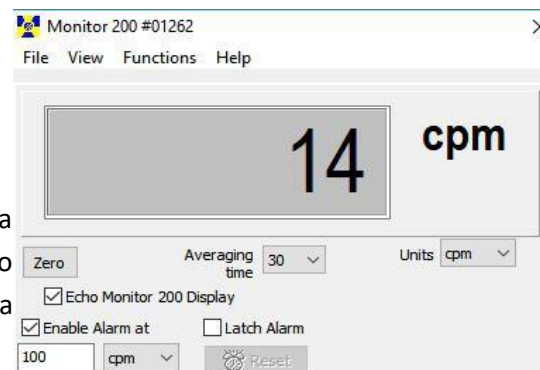 Monitor 200 #01262
File View Functions Help
14 cpm
a
o
Zero Averaging time 30 Units cpm
Echo Monitor 200 Display
a
Enable Alarm at Latch Alarm
100 cpm Reset